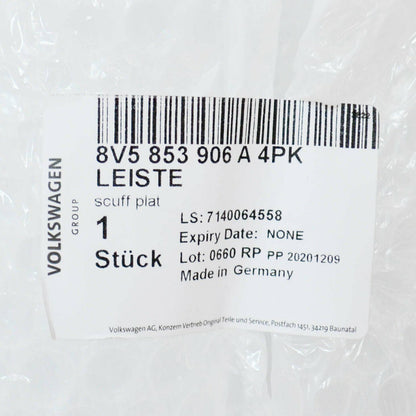 8V5 853 906 A 4PK
LEISTE
scuff plat
1
Stück
LS: 7140064558
Expiry Date: NONE
Lot: 0660 RP PP 20201209
Made in Germany
VOLKSWAGEN
GROUP
Volkswagen AG, Konzern Vertrieb Original Teile und Service, Postfach 1451, 34219 Baunatal